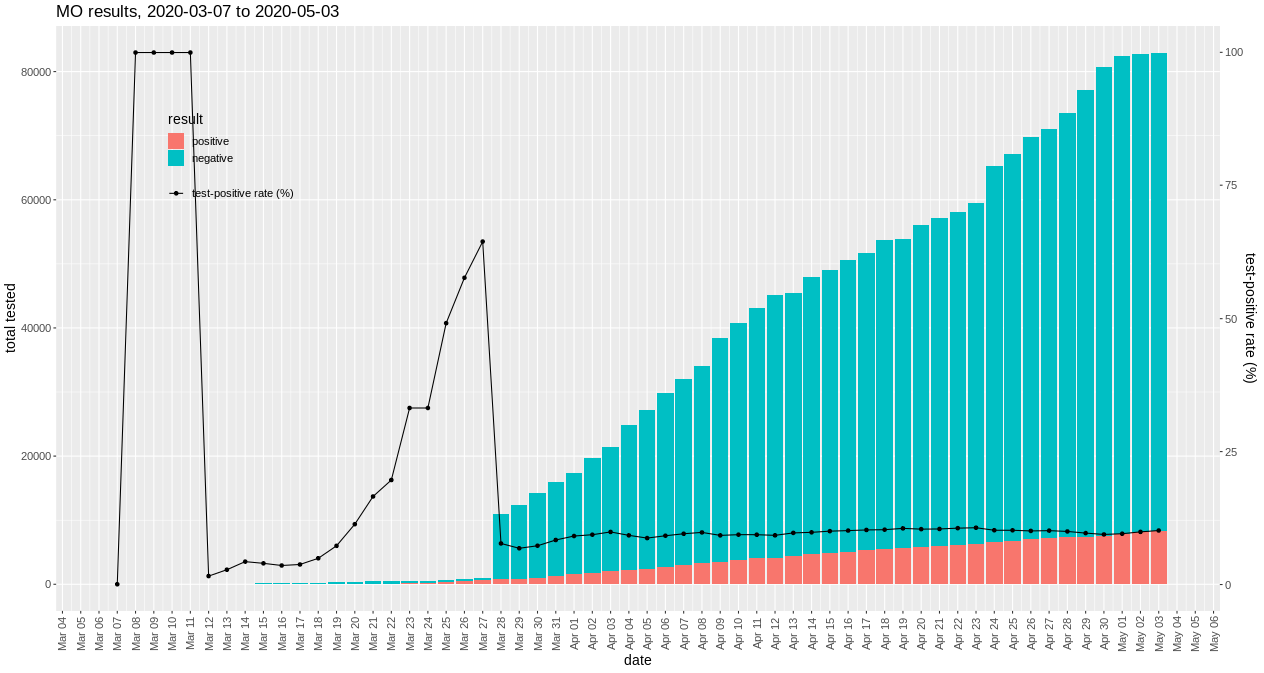 MO results, 2020-03-07 to 2020-05-03
result
positive
negative
test-positive rate (%)
total tested
80000
60000
40000
20000
0
test-positive rate (%)
100
75
50
25
0
Mar 04
Mar 05
Mar 06
Mar 07
Mar 08
Mar 09
Mar 10
Mar 11
Mar 12
Mar 13
Mar 14
Mar 15
Mar 16
Mar 17
Mar 18
Mar 19
Mar 20
Mar 21
Mar 22
Mar 23
Mar 24
Mar 25
Mar 26
Mar 27
Mar 28
Mar 29
Mar 30
Mar 31
Apr 01
Apr 02
Apr 03
Apr 04
Apr 05
Apr 06
Apr 07
Apr 08
Apr 09
Apr 10
Apr 11
Apr 12
Apr 13
Apr 14
Apr 15
Apr 16
Apr 17
Apr 18
Apr 19
Apr 20
Apr 21
Apr 22
Apr 23
Apr 24
Apr 25
Apr 26
Apr 27
Apr 28
Apr 29
Apr 30
May 01
May 02
May 03
May 04
May 05
May 06
date